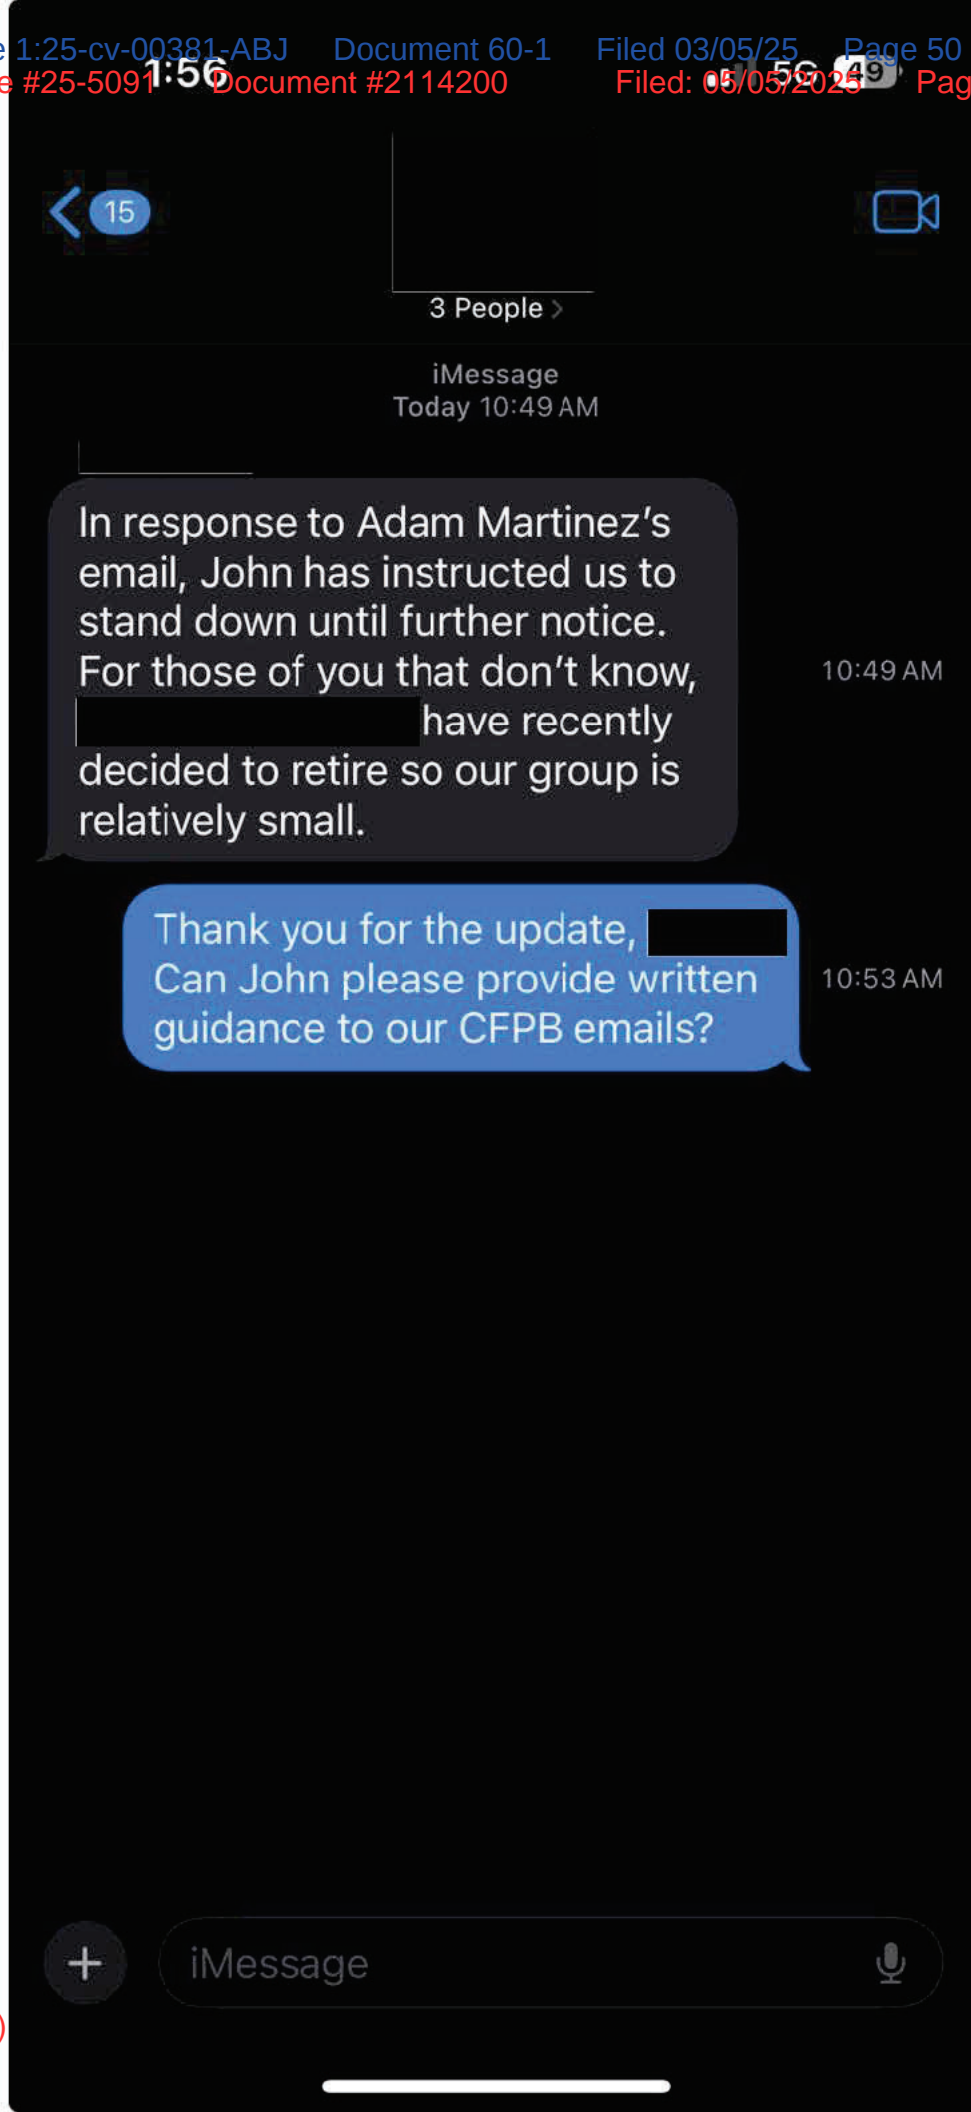 1:25-cv-00381-ABJ Document 60-1 Filed 03/05/25 Page 50
#25-5091 Document #2114200 Filed: 05/05/2025
1:56 5G 49
15
3 People
iMessage
Today 10:49 AM
In response to Adam Martinez's
email, John has instructed us to
stand down until further notice.
For those of you that don't know,
have recently
decided to retire so our group is
relatively small.
10:49 AM
Thank you for the update,
Can John please provide written
guidance to our CFPB emails?
10:53 AM
iMessage
)